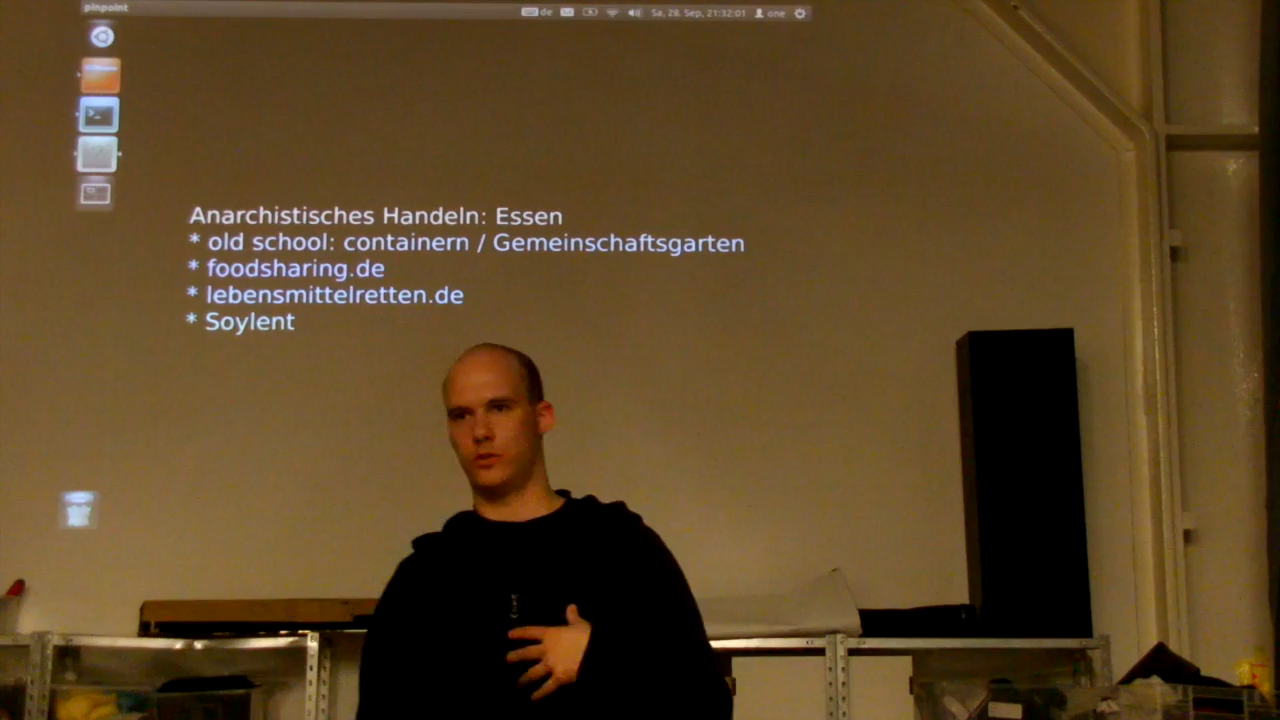 pinpoint
de Sa, 28. Sep, 21:32:01 one
Anarchistisches Handeln: Essen
* old school: containern / Gemeinschaftsgarten
* foodsharing.de
* lebensmittelretten.de
* Soylent